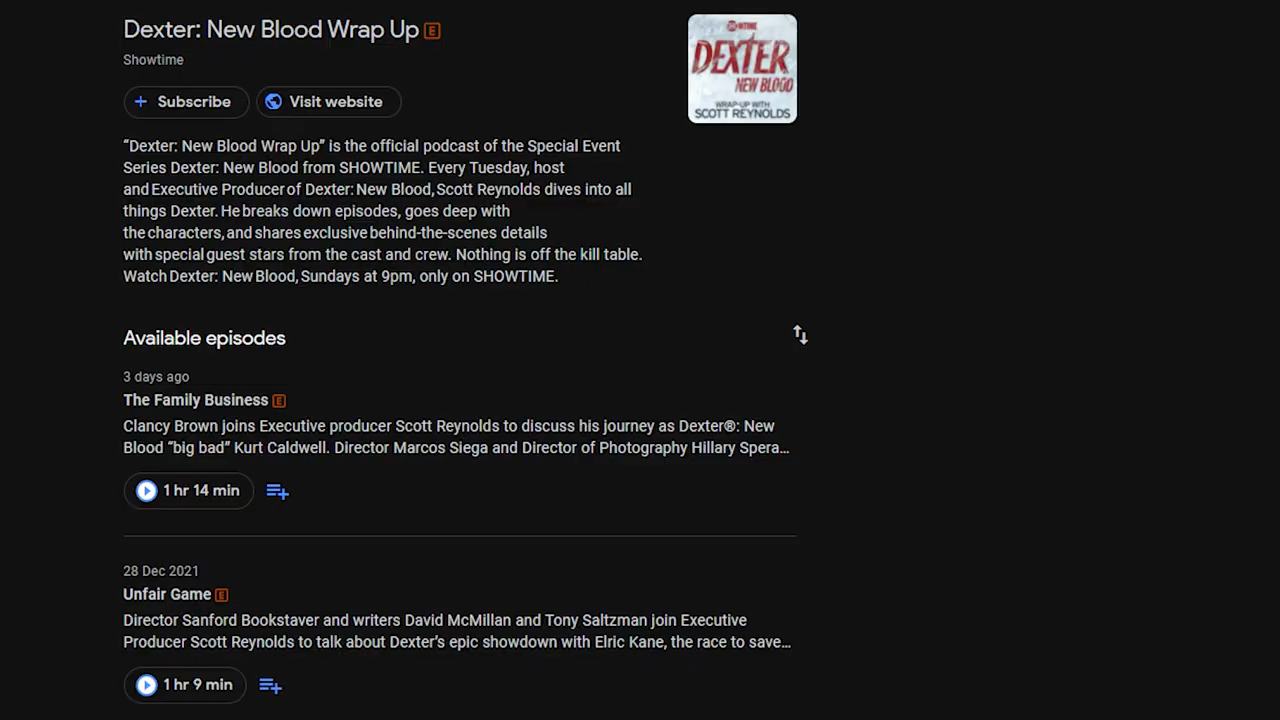 Dexter: New Blood Wrap Up E
Showtime
SHOWTIME
DEXTER
NEW BLOOD
WRAP-UP WITH
SCOTT REYNOLDS
+ Subscribe
Visit website
“Dexter: New Blood Wrap Up” is the official podcast of the Special Event
Series Dexter: New Blood from SHOWTIME. Every Tuesday, host
and Executive Producer of Dexter: New Blood, Scott Reynolds dives into all
things Dexter. He breaks down episodes, goes deep with
the characters, and shares exclusive behind-the-scenes details
with special guest stars from the cast and crew. Nothing is off the kill table.
Watch Dexter: New Blood, Sundays at 9pm, only on SHOWTIME.
Available episodes
3 days ago
The Family Business E
Clancy Brown joins Executive producer Scott Reynolds to discuss his journey as Dexter®: New
Blood “big bad” Kurt Caldwell. Director Marcos Siega and Director of Photography Hillary Spera...
1 hr 14 min
28 Dec 2021
Unfair Game E
Director Sanford Bookstaver and writers David McMillan and Tony Saltzman join Executive
Producer Scott Reynolds to talk about Dexter’s epic showdown with Elric Kane, the race to save...
1 hr 9 min